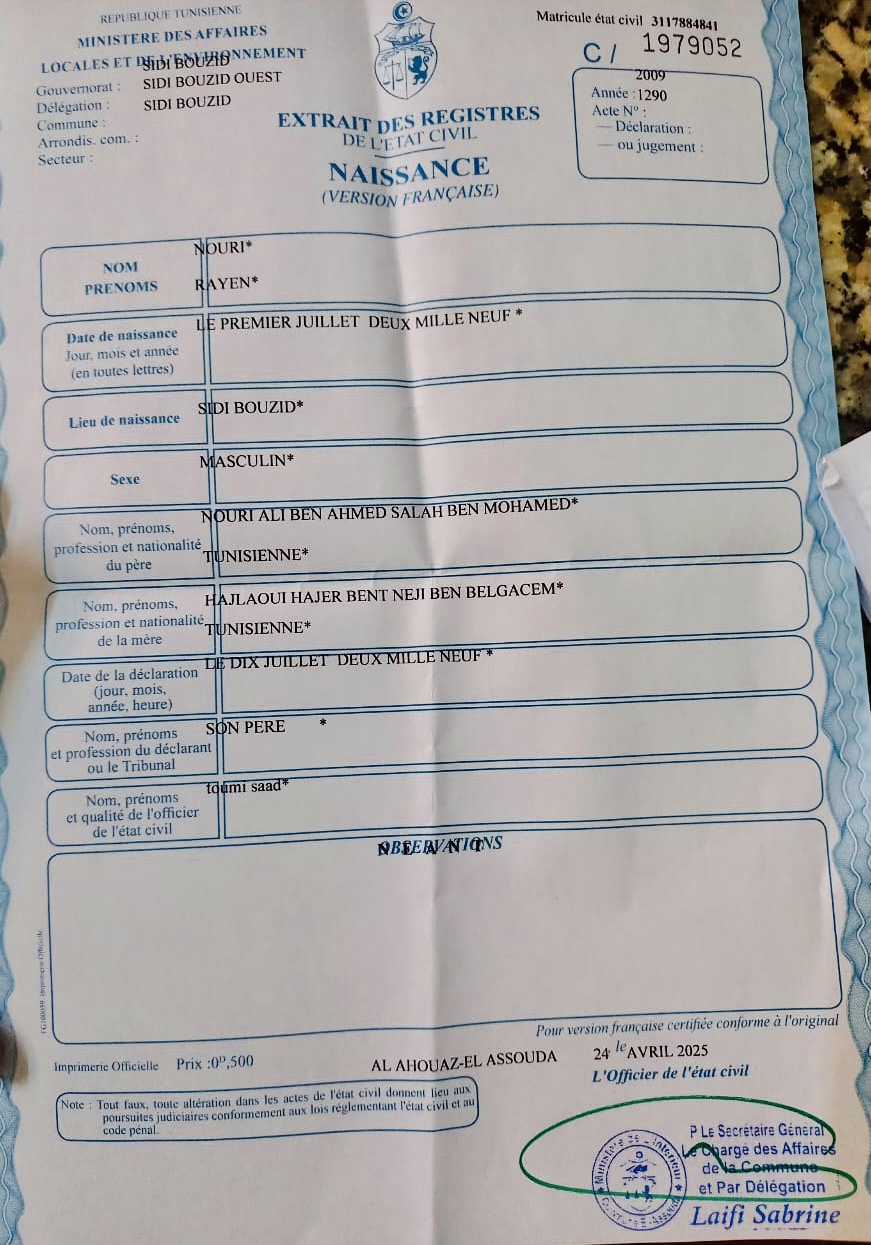 REPUBLIQUE TUNISIENNE
MINISTERE DES AFFAIRES
LOCALES ET DE L'ENVIRONNEMENT
Matricule état civil 3117884841
C / 1979052
Gouvernorat : SIDI BOUZID
Délégation : SIDI BOUZID OUEST
Commune : SIDI BOUZID
Arrondis. com. :
Secteur :
EXTRAIT DES REGISTRES
DE L'ETAT CIVIL
NAISSANCE
(VERSION FRANÇAISE)
2009
Année : 1290
Acte N° :
— Déclaration :
— ou jugement :
NOM NOURI*
PRENOMS RAYEN*
Date de naissance LE PREMIER JUILLET DEUX MILLE NEUF *
Jour, mois et année
(en toutes lettres)
Lieu de naissance SIDI BOUZID*
Sexe MASCULIN*
Nom, prénoms, NOURI ALI BEN AHMED SALAH BEN MOHAMED*
profession et nationalité TUNISIENNE*
du père
Nom, prénoms, HAJLAOUI HAJER BENT NEJI BEN BELGACEM*
profession et nationalité TUNISIENNE*
de la mère
Date de la déclaration LE DIX JUILLET DEUX MILLE NEUF *
(jour, mois,
année, heure)
Nom, prénoms SON PERE *
et profession du déclarant
ou le Tribunal
Nom, prénoms toumi saad*
et qualité de l'officier
de l'état civil
OBSERVATIONS
N E A N T
Imprimerie Officielle
Pour version française certifiée conforme à l'original
Imprimerie Officielle Prix :0ᴰ,500
AL AHOUAZ-EL ASSOUDA 24 le AVRIL 2025
L'Officier de l'état civil
Note : Tout faux, toute altération dans les actes de l'état civil donnent lieu aux
poursuites judiciaires conformement aux lois réglementant l'état civil et au
code pénal.
P Le Secrétaire Général
Le Chargé des Affaires
de la Commune
et Par Délégation
Laifi Sabrine
Ministère de L'Interieur